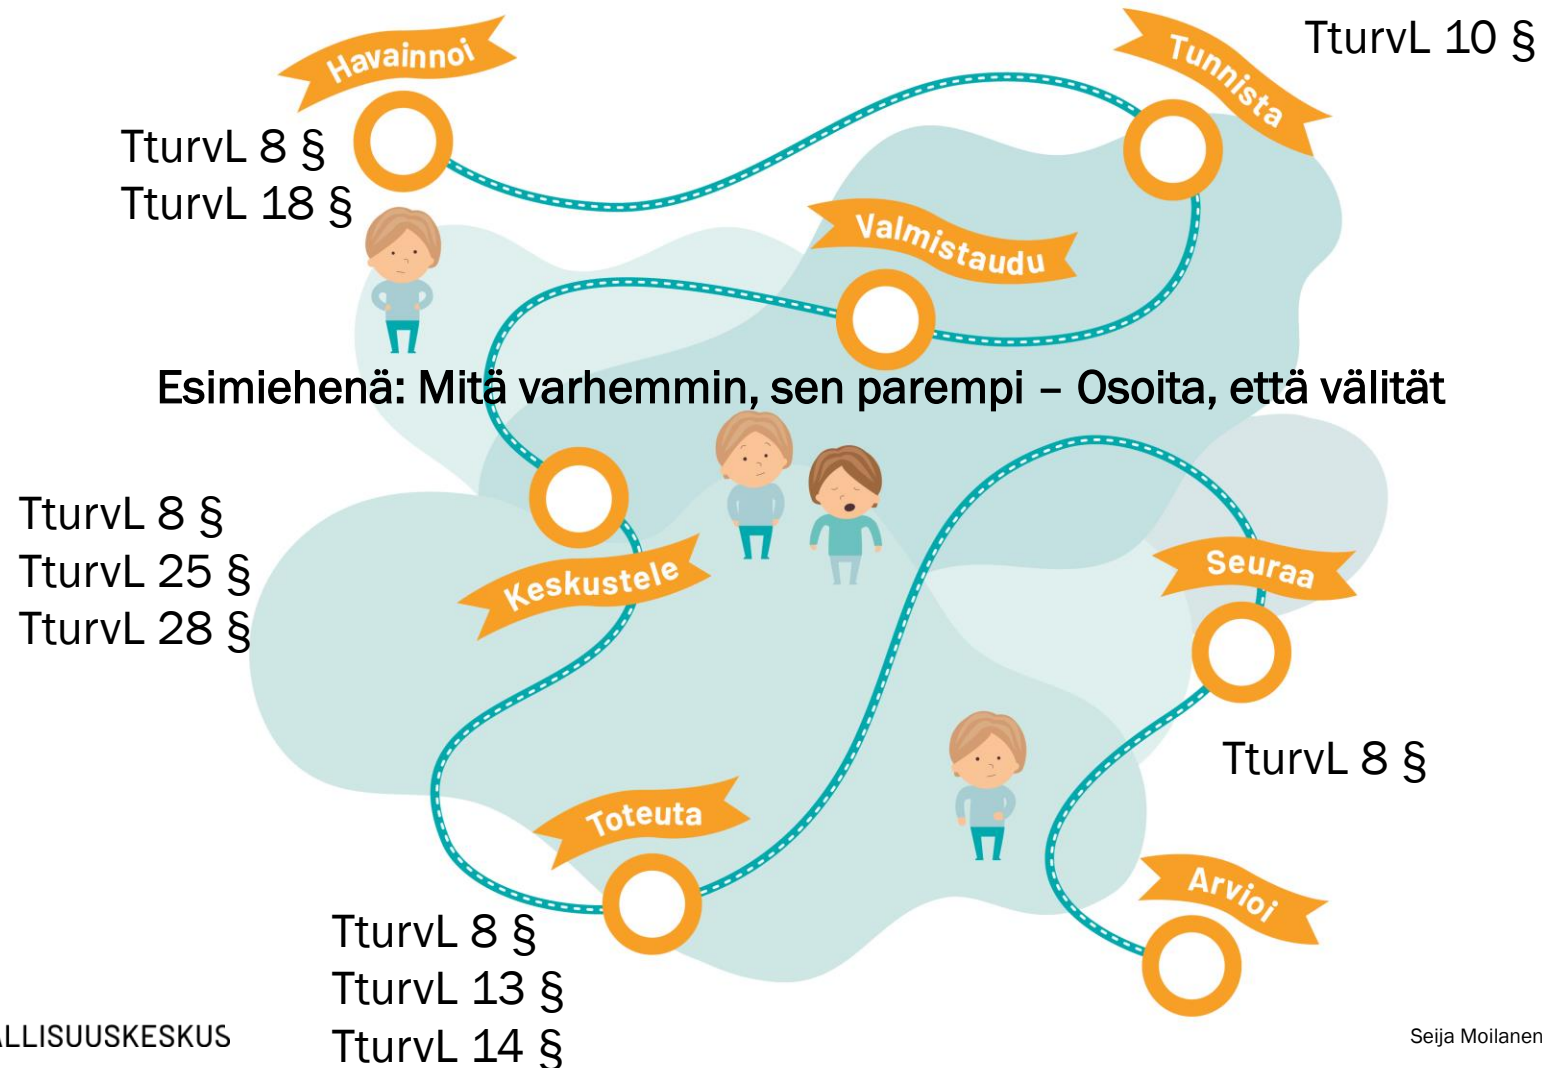 Havainnoi
Tunnista
TturvL 10 §
TturvL 8 §
TturvL 18 §
Valmistaudu
Esimiehenä: Mitä varhemmin, sen parempi – Osoita, että välität
TturvL 8 §
TturvL 25 §
TturvL 28 §
Keskustele
Seuraa
TturvL 8 §
Toteuta
Arvioi
TturvL 8 §
TturvL 13 §
TturvL 14 §
ALLISUUSKESKUS
Seija Moilanen